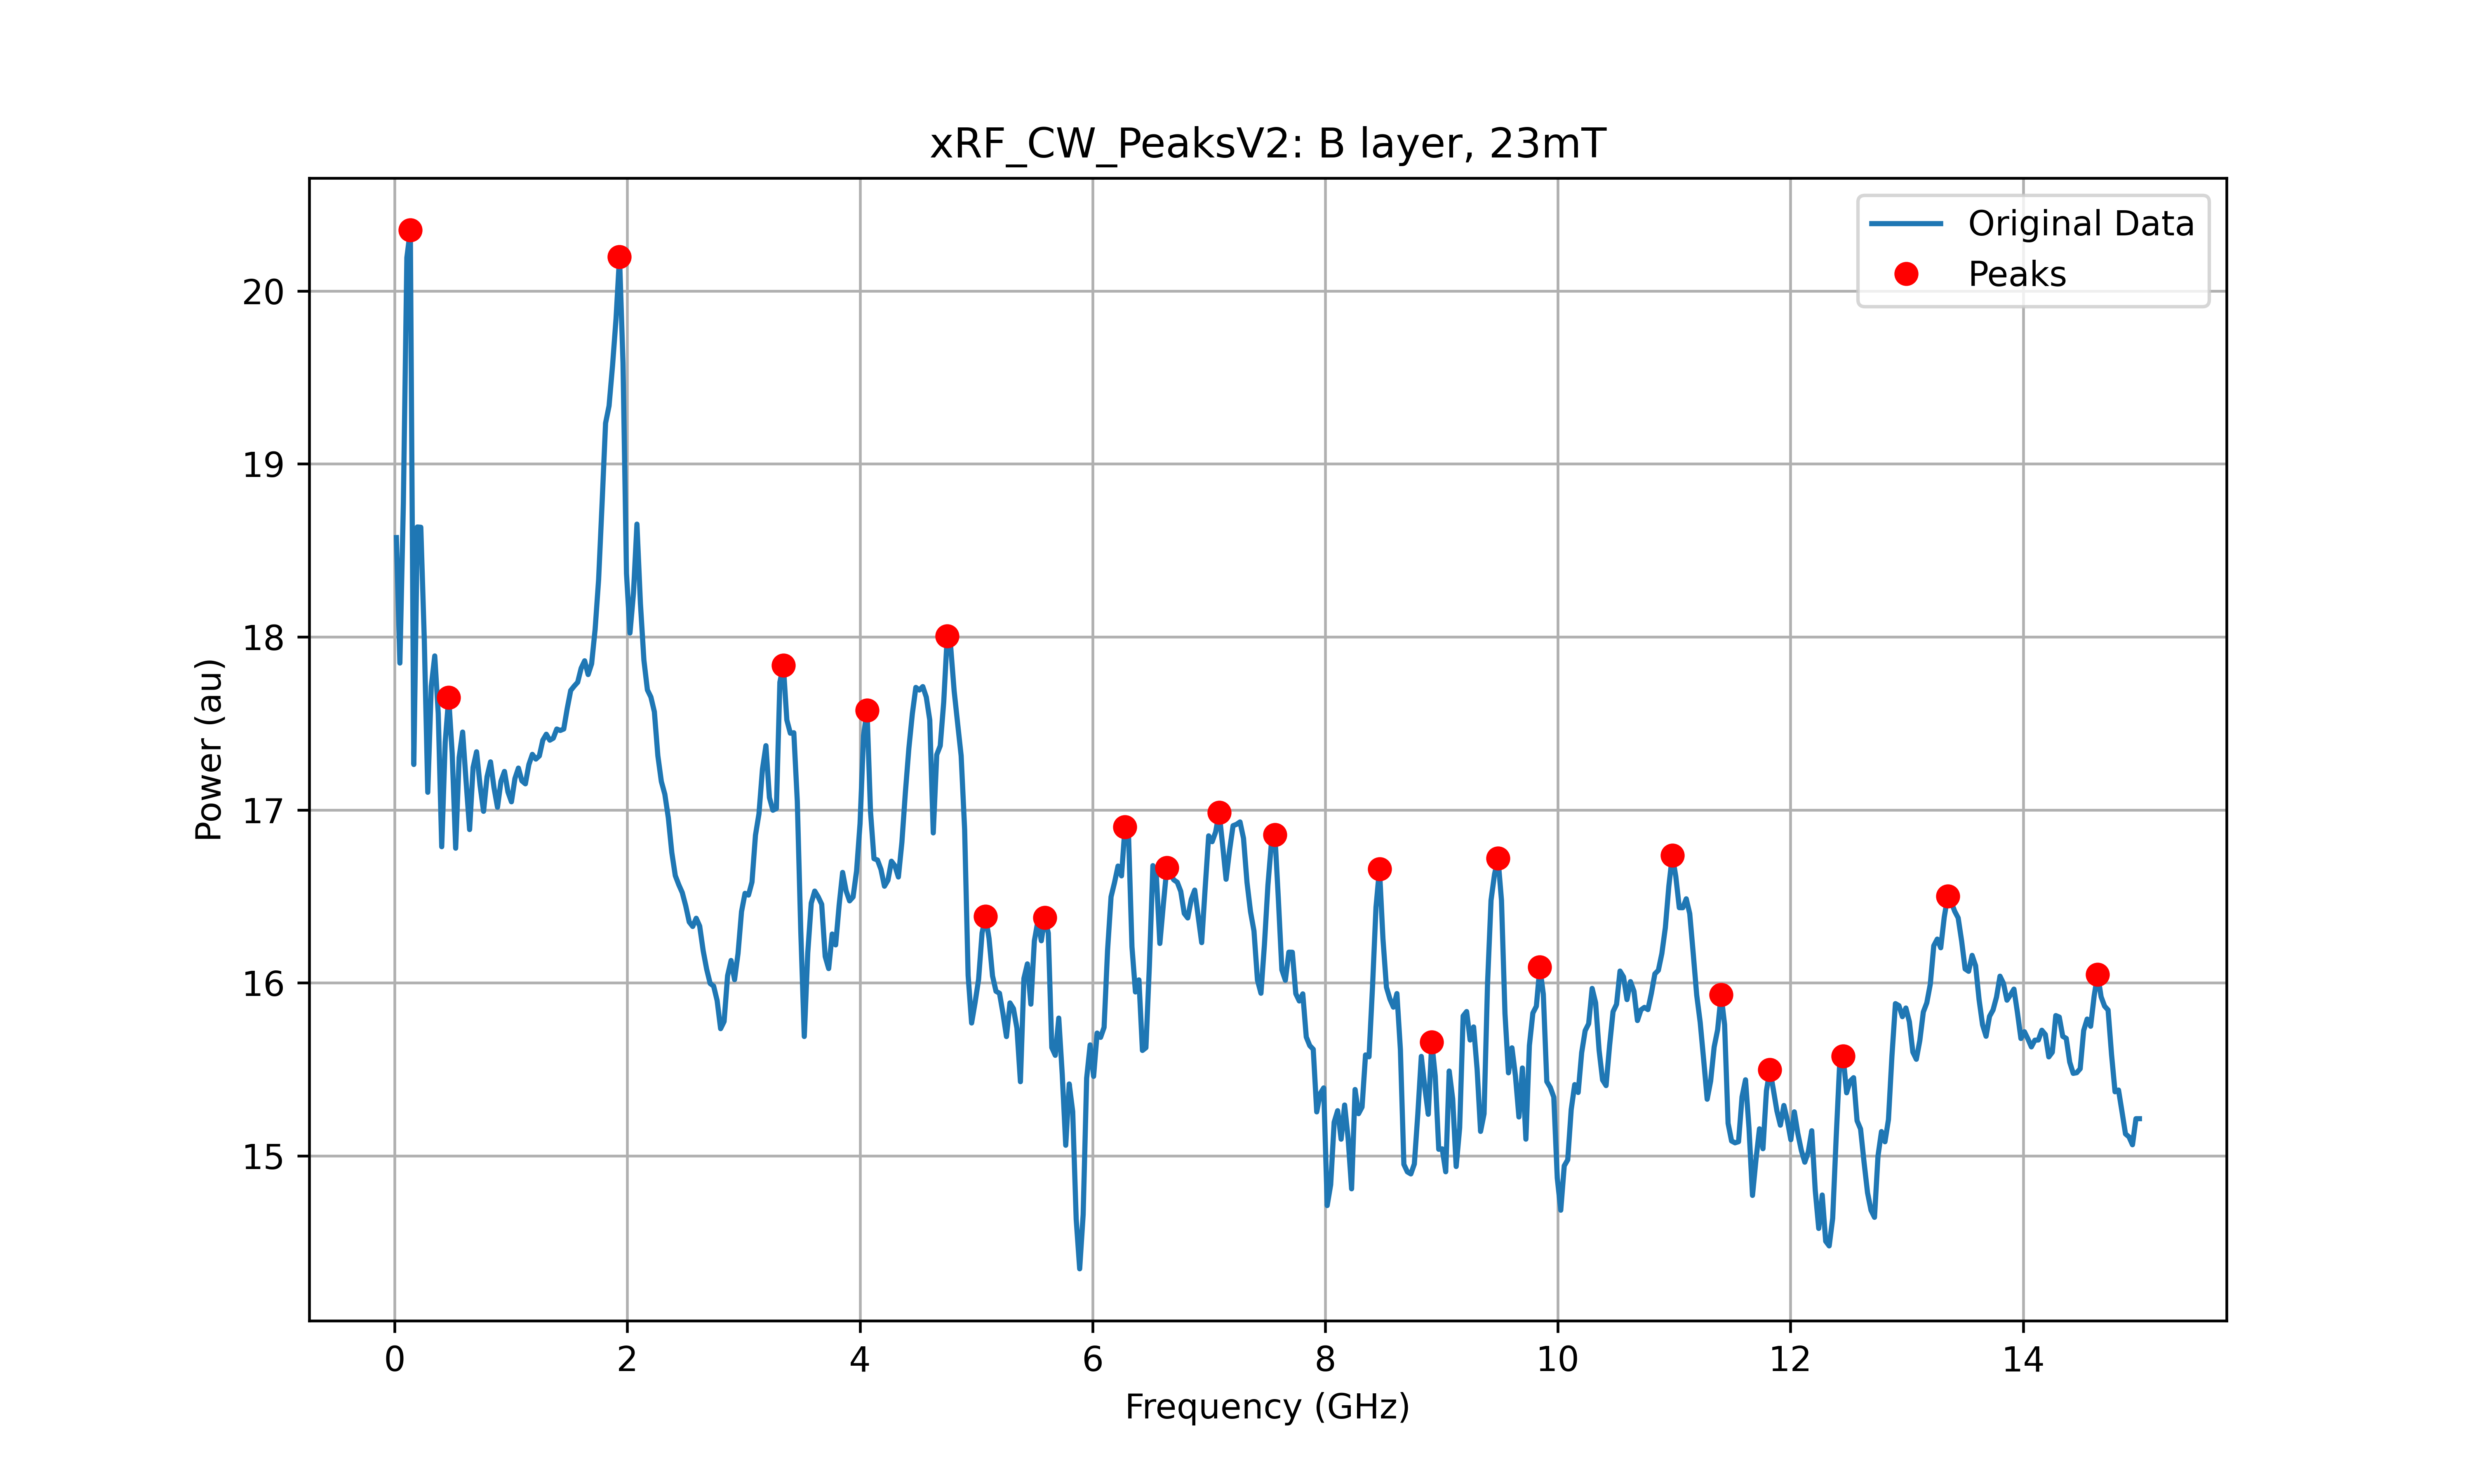 xRF_CW_PeaksV2: B layer, 23mT
Original Data
Peaks
20
19
18
17
16
15
Power (au)
0 2 4 6 8 10 12 14
Frequency (GHz)